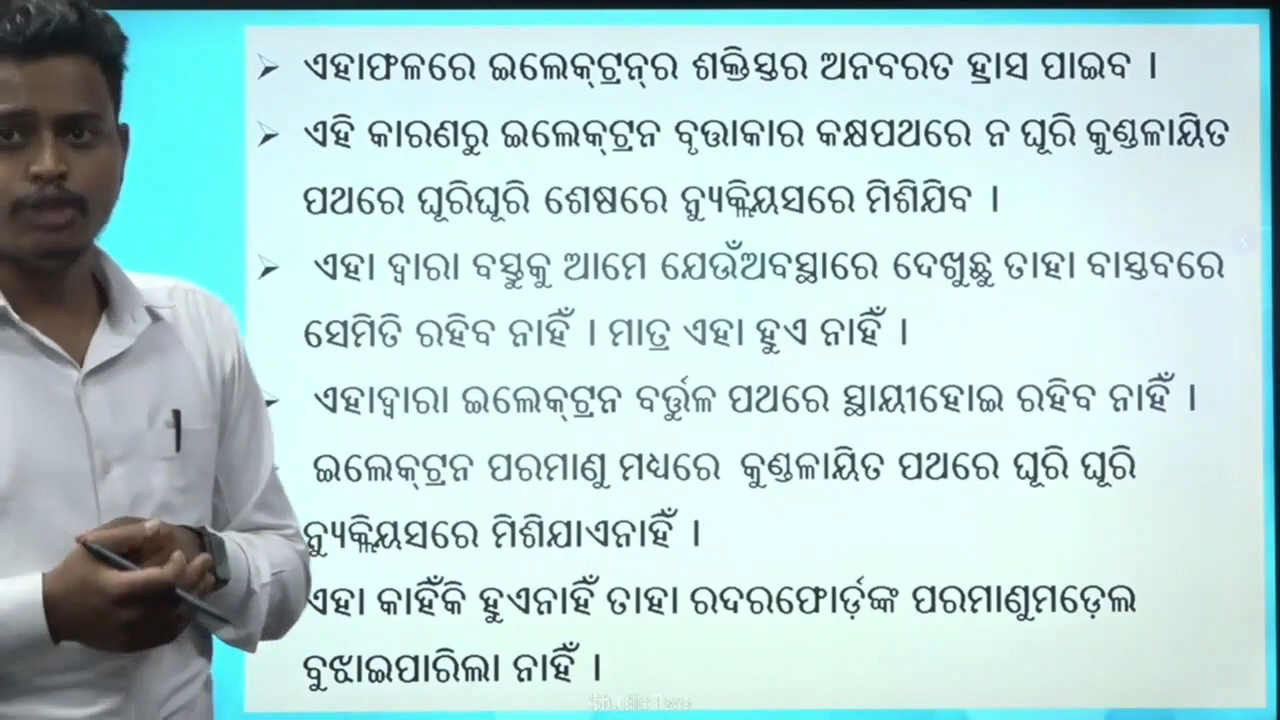 ଏହାଫଳରେ ଇଲେକ୍‌ଟ୍ରନ୍‌ର ଶକ୍ତିସ୍ତର ଅନବରତ ହ୍ରାସ ପାଇବ ।
ଏହି କାରଣରୁ ଇଲେକ୍‌ଟ୍ରନ ବୃତ୍ତାକାର କକ୍ଷପଥରେ ନ ଘୂରି କୁଣ୍ଡଳାୟିତ
ପଥରେ ଘୂରିଘୂରି ଶେଷରେ ନ୍ୟୁକ୍ଲିୟସରେ ମିଶିଯିବ ।
ଏହା ଦ୍ୱାରା ବସ୍ତୁକୁ ଆମେ ଯେଉଁଅବସ୍ଥାରେ ଦେଖୁଛୁ ତାହା ବାସ୍ତବରେ
ସେମିତି ରହିବ ନାହିଁ । ମାତ୍ର ଏହା ହୁଏ ନାହିଁ ।
ଏହାଦ୍ୱାରା ଇଲେକ୍‌ଟ୍ରନ ବର୍ତ୍ତୁଳ ପଥରେ ସ୍ଥାୟୀହୋଇ ରହିବ ନାହିଁ ।
ଇଲେକ୍‌ଟ୍ରନ ପରମାଣୁ ମଧ୍ୟରେ କୁଣ୍ଡଳାୟିତ ପଥରେ ଘୂରି ଘୂରି
ନ୍ୟୁକ୍ଲିୟସରେ ମିଶିଯାଏନାହିଁ ।
ଏହା କାହିଁକି ହୁଏନାହିଁ ତାହା ରଦରଫୋର୍ଡ଼ଙ୍କ ପରମାଣୁମଡ଼େଲ
ବୁଝାଇପାରିଲା ନାହିଁ ।